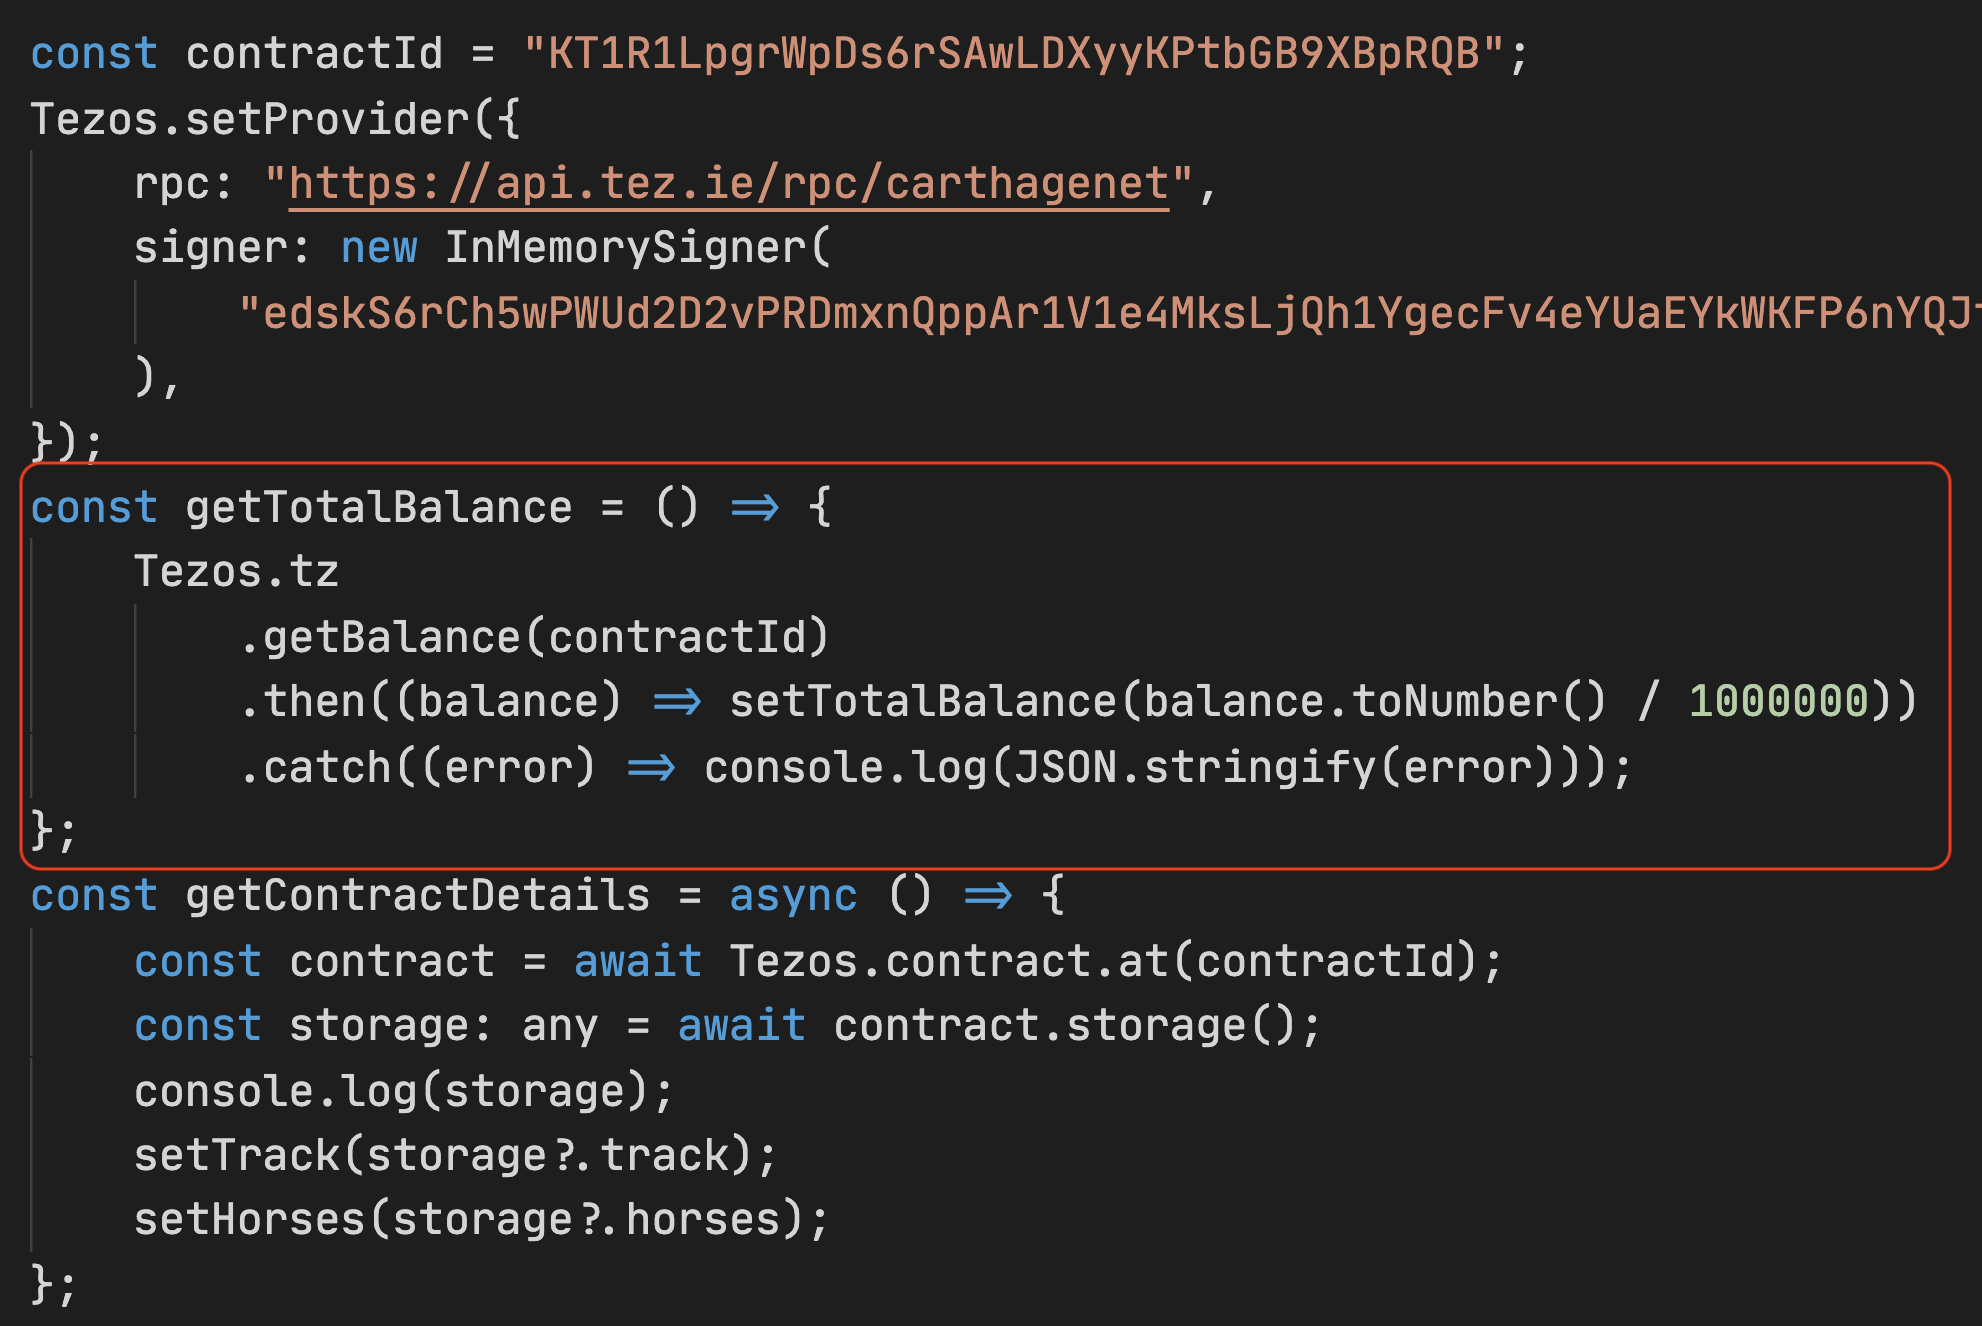 const contractId = "KT1R1LpgrWpDs6rSAwLDXyyKPtbGB9XBpRQB";
Tezos.setProvider({
rpc: "https://api.tez.ie/rpc/carthagenet",
signer: new InMemorySigner(
"edskS6rCh5wPWUd2D2vPRDmxnQppAr1V1e4MksLjQh1YgecFv4eYUaEYkWKFP6nYQJ
),
});
const getTotalBalance = () => {
Tezos.tz
.getBalance(contractId)
.then((balance) => setTotalBalance(balance.toNumber() / 1000000))
.catch((error) => console.log(JSON.stringify(error)));
};
const getContractDetails = async () => {
const contract = await Tezos.contract.at(contractId);
const storage: any = await contract.storage();
console.log(storage);
setTrack(storage?.track);
setHorses(storage?.horses);
};